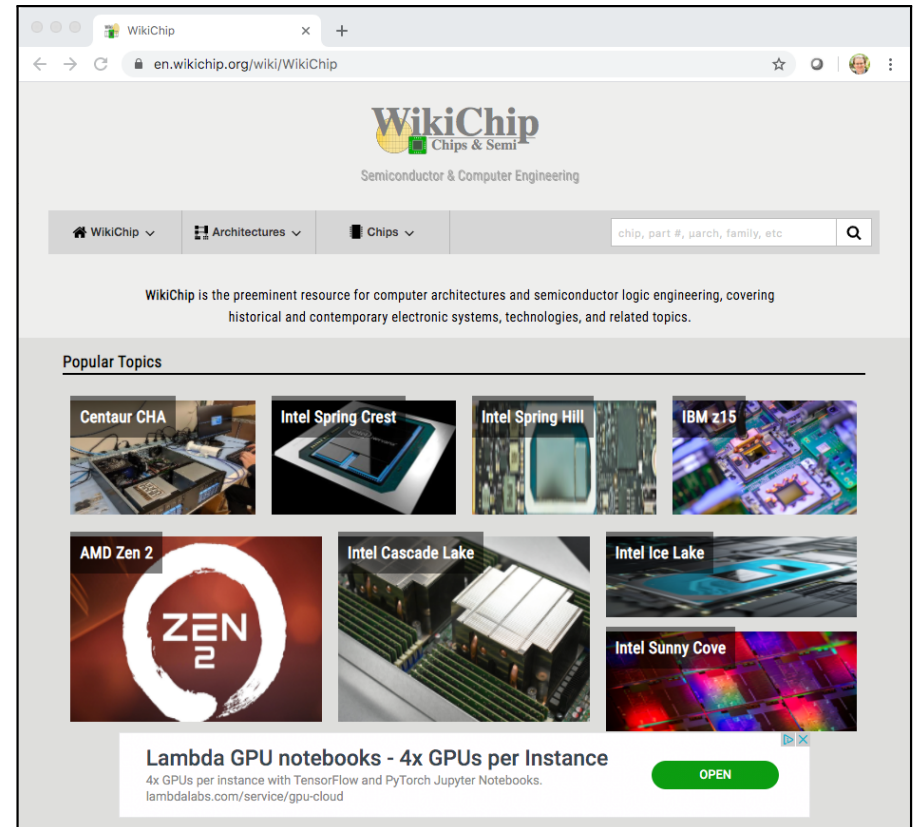 WikiChip
en.wikichip.org/wiki/WikiChip
WikiChip
Chips & Semi
Semiconductor & Computer Engineering
WikiChip
Architectures
Chips
chip, part #, µarch, family, etc
WikiChip is the preeminent resource for computer architectures and semiconductor logic engineering, covering
historical and contemporary electronic systems, technologies, and related topics.
Popular Topics
Centaur CHA
Intel Spring Crest
Intel Spring Hill
IBM z15
AMD Zen 2
ZEN
2
Intel Cascade Lake
Intel Ice Lake
Intel Sunny Cove
Lambda GPU notebooks - 4x GPUs per Instance
4x GPUs per instance with TensorFlow and PyTorch Jupyter Notebooks.
lambdalabs.com/service/gpu-cloud
OPEN